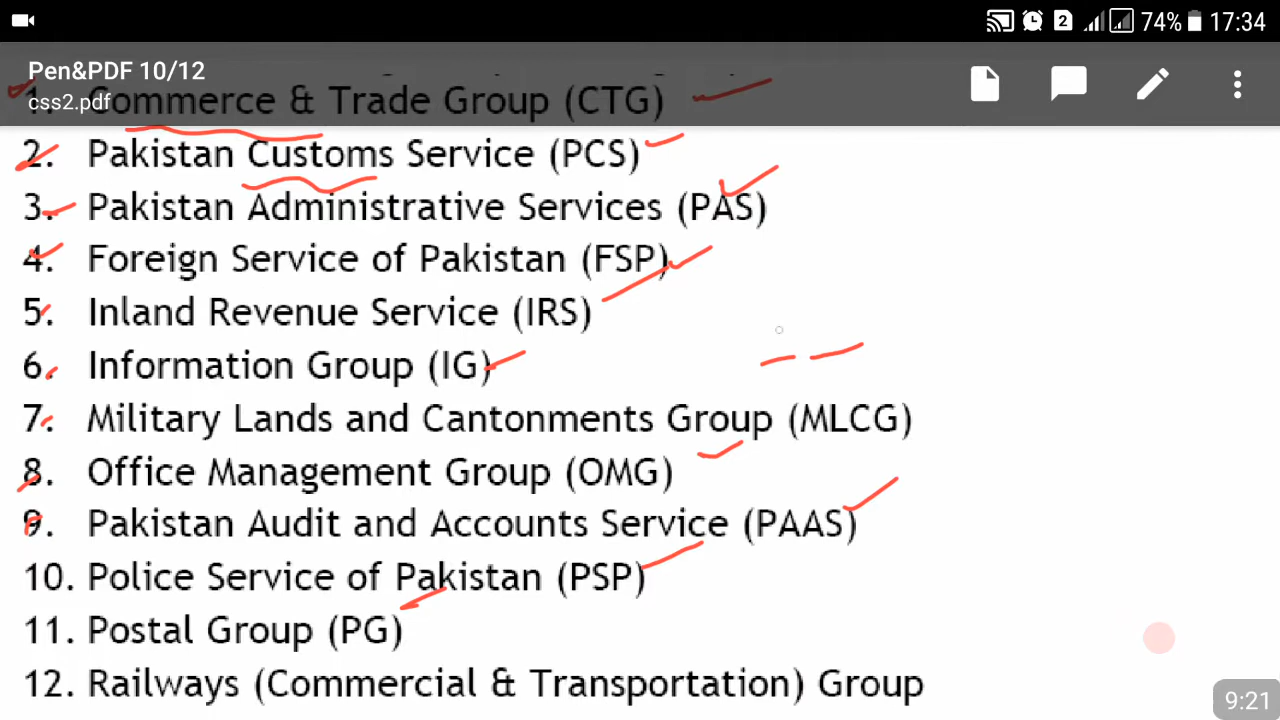 2 74% 17:34
Pen&PDF 10/12
css2.pdf
1. Commerce & Trade Group (CTG)
2. Pakistan Customs Service (PCS)
3. Pakistan Administrative Services (PAS)
4. Foreign Service of Pakistan (FSP)
5. Inland Revenue Service (IRS)
6. Information Group (IG)
7. Military Lands and Cantonments Group (MLCG)
8. Office Management Group (OMG)
9. Pakistan Audit and Accounts Service (PAAS)
10. Police Service of Pakistan (PSP)
11. Postal Group (PG)
12. Railways (Commercial & Transportation) Group
9:21